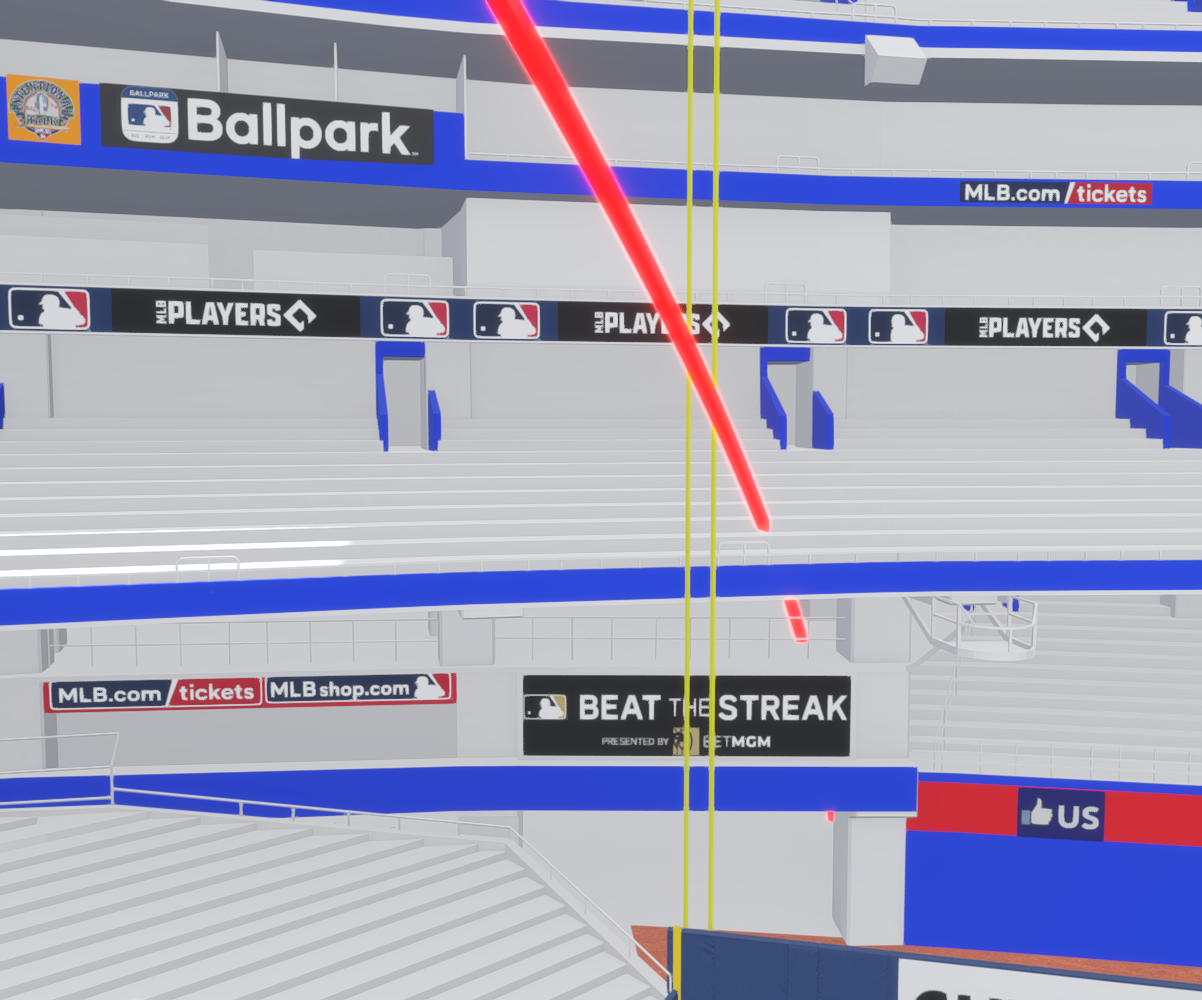 BALLPARK
Ballpark
MLB.com/tickets
MLB PLAYERS
MLB PLAYERS
MLB PLAYERS
MLB.com/tickets
MLBshop.com
BEAT THE STREAK
PRESENTED BY BETMGM
US